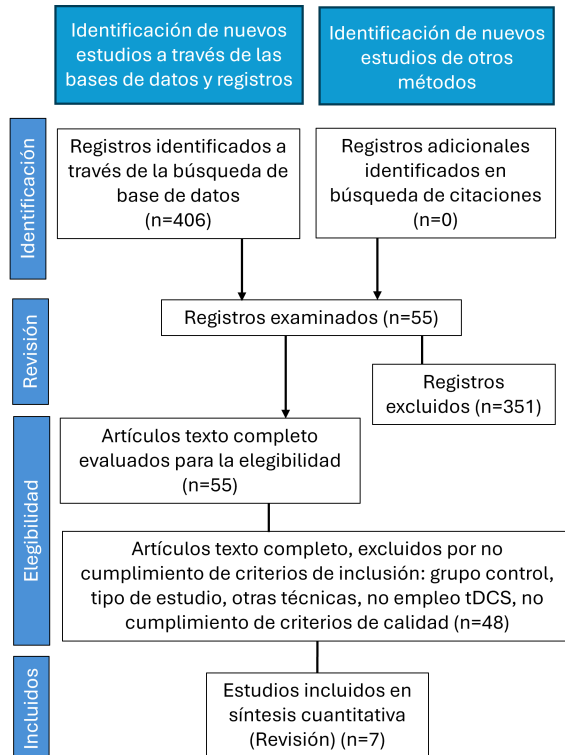 Identificación de nuevos
estudios a través de las
bases de datos y registros
Identificación de nuevos
estudios de otros
métodos
Identificación
Registros identificados a
través de la búsqueda de
base de datos
(n=406)
Registros adicionales
identificados en
búsqueda de citaciones
(n=0)
Revisión
Registros examinados (n=55)
Registros
excluidos (n=351)
Elegibilidad
Artículos texto completo
evaluados para la elegibilidad
(n=55)
Artículos texto completo, excluidos por no
cumplimiento de criterios de inclusión: grupo control,
tipo de estudio, otras técnicas, no empleo tDCS, no
cumplimiento de criterios de calidad (n=48)
Incluidos
Estudios incluidos en
síntesis cuantitativa
(Revisión) (n=7)